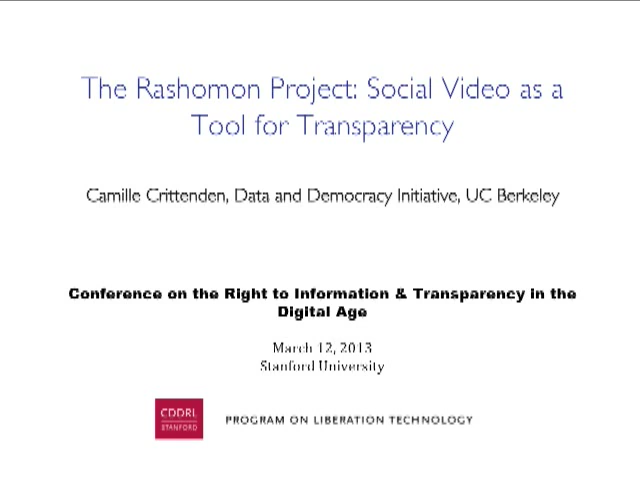 The Rashomon Project: Social Video as a
Tool for Transparency
Camille Crittenden, Data and Democracy Initiative, UC Berkeley
Conference on the Right to Information & Transparency in the
Digital Age
March 12, 2013
Stanford University
CDDRL
STANFORD
PROGRAM ON LIBERATION TECHNOLOGY